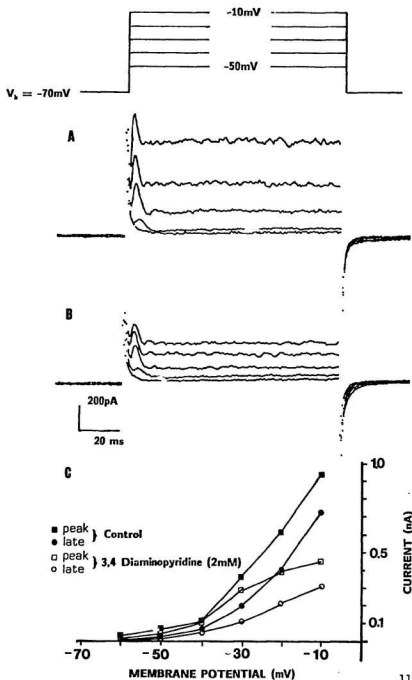 -10mV
-50mV
Vh = -70mV
A
B
200pA
20 ms
C
peak
late
} Control
peak
late
} 3,4 Diaminopyridine (2mM)
1.0
0.5
0.1
CURRENT (nA)
-70
-50
-30
-10
MEMBRANE POTENTIAL (mV)
11